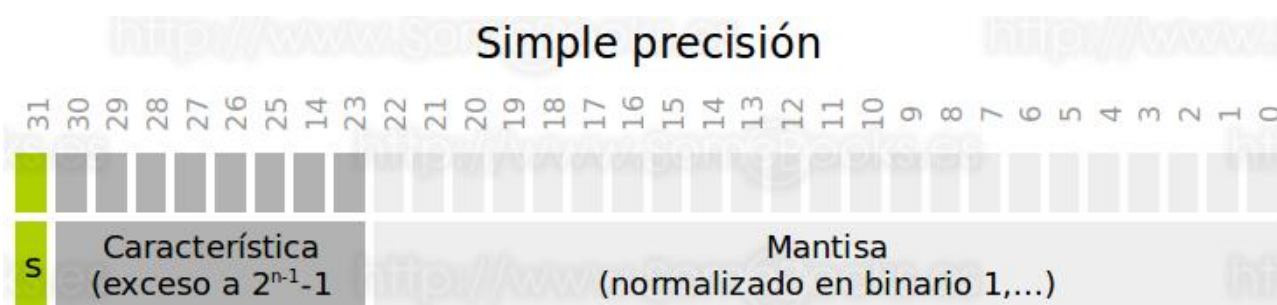 Simple precisión
31 30 29 28 27 26 25 14 23 22 21 20 19 18 17 16 15 14 13 12 11 10 9 8 7 6 5 4 3 2 1 0
s
Característica
(exceso a 2ⁿ⁻¹-1
Mantisa
(normalizado en binario 1,...)